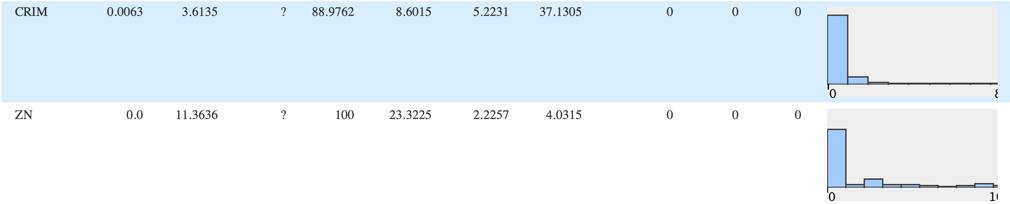 CRIM 0.0063 3.6135 ? 88.9762 8.6015 5.2231 37.1305 0 0 0
0 8
ZN 0.0 11.3636 ? 100 23.3225 2.2257 4.0315 0 0 0
0